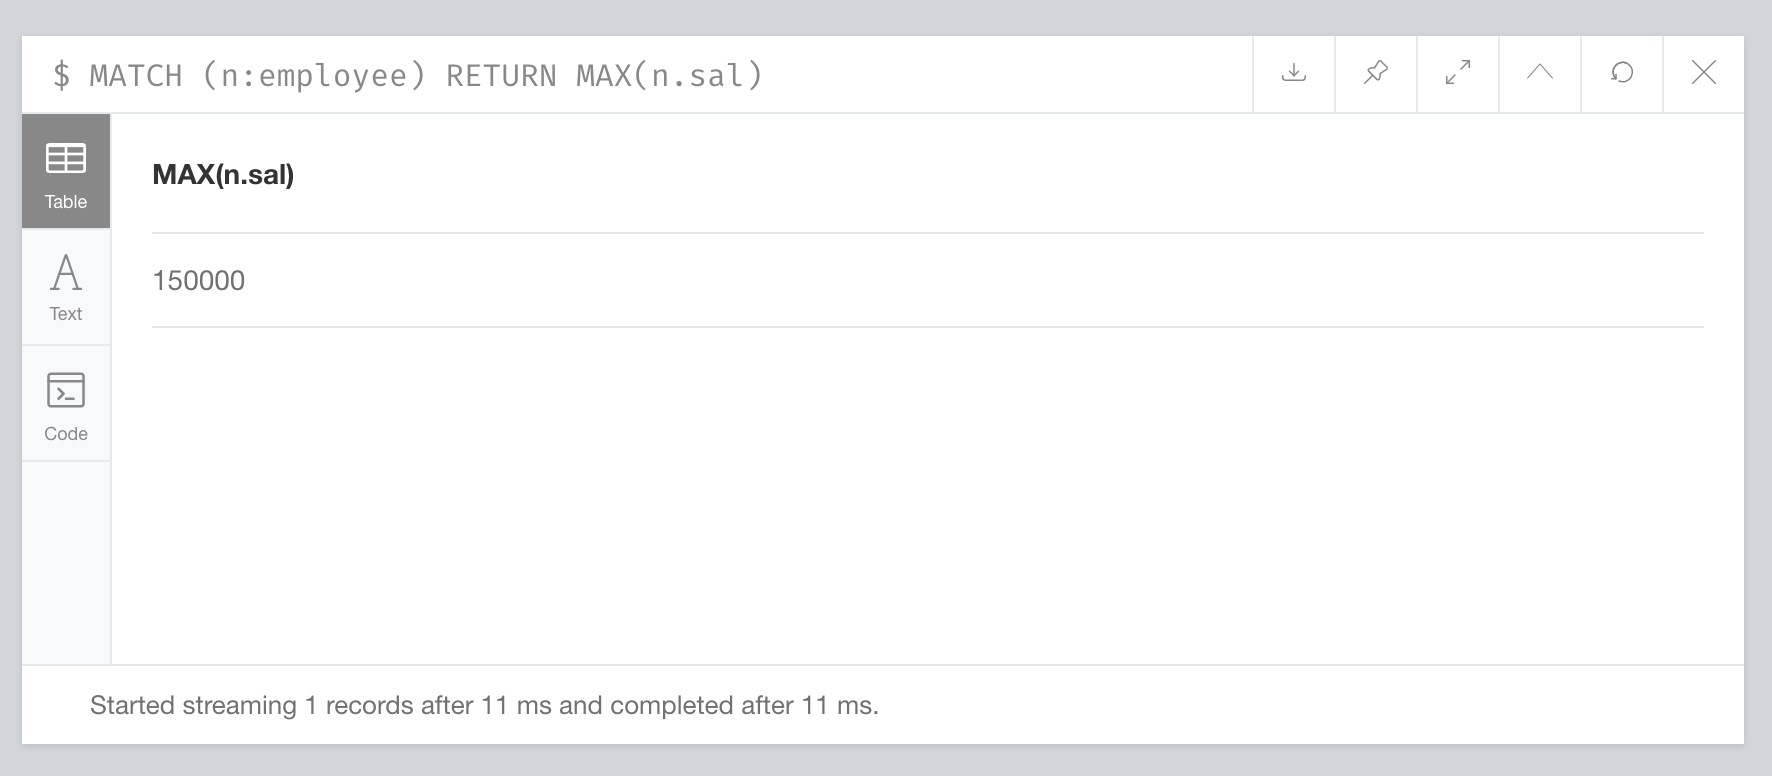 $ MATCH (n:employee) RETURN MAX(n.sal)
Table
Text
Code
MAX(n.sal)
150000
Started streaming 1 records after 11 ms and completed after 11 ms.